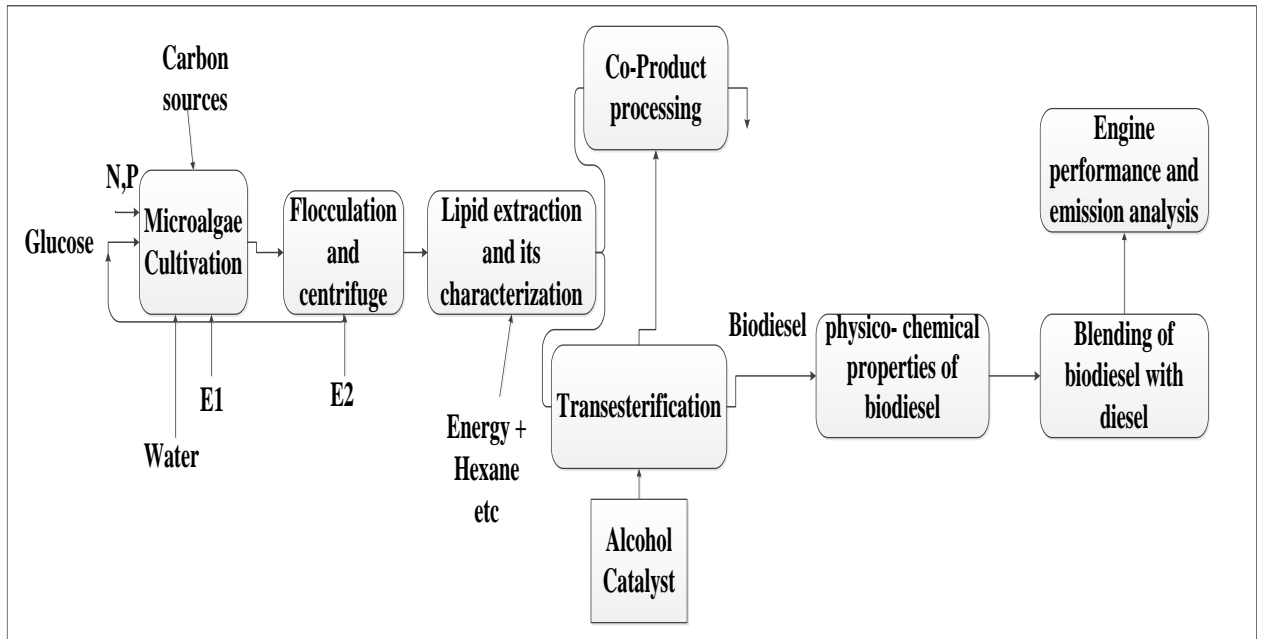 Carbon
sources
N,P
Glucose
Microalgae
Cultivation
E1
Water
Flocculation
and
centrifuge
E2
Lipid extraction
and its
characterization
Energy +
Hexane
etc
Co-Product
processing
Transesterification
Alcohol
Catalyst
Biodiesel
physico- chemical
properties of
biodiesel
Blending of
biodiesel with
diesel
Engine
performance and
emission analysis